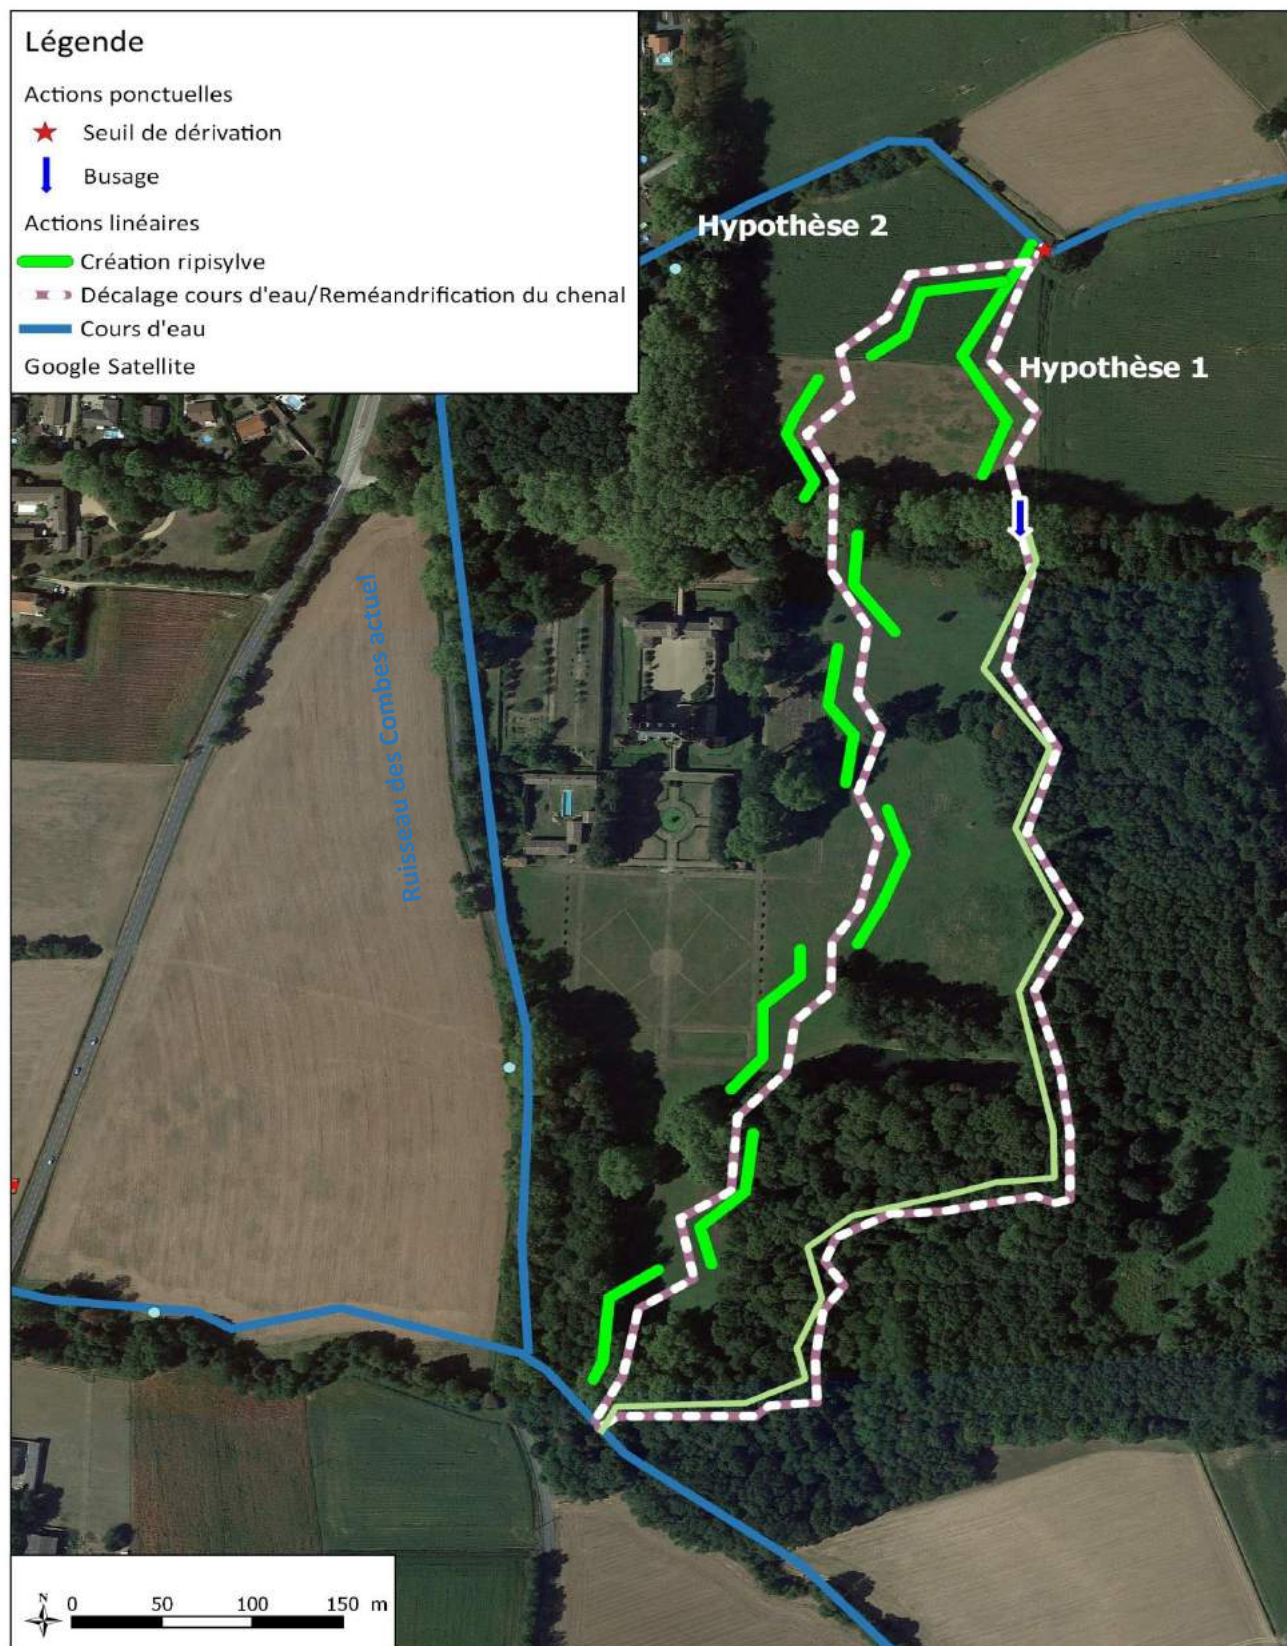 Légende
Actions ponctuelles
Seuil de dérivation
Busage
Actions linéaires
Création ripisylve
Décalage cours d'eau/Reméandrification du chenal
Cours d'eau
Google Satellite
Hypothèse 2
Hypothèse 1
Ruisseau des Combes actuel
N
0 50 100 150 m